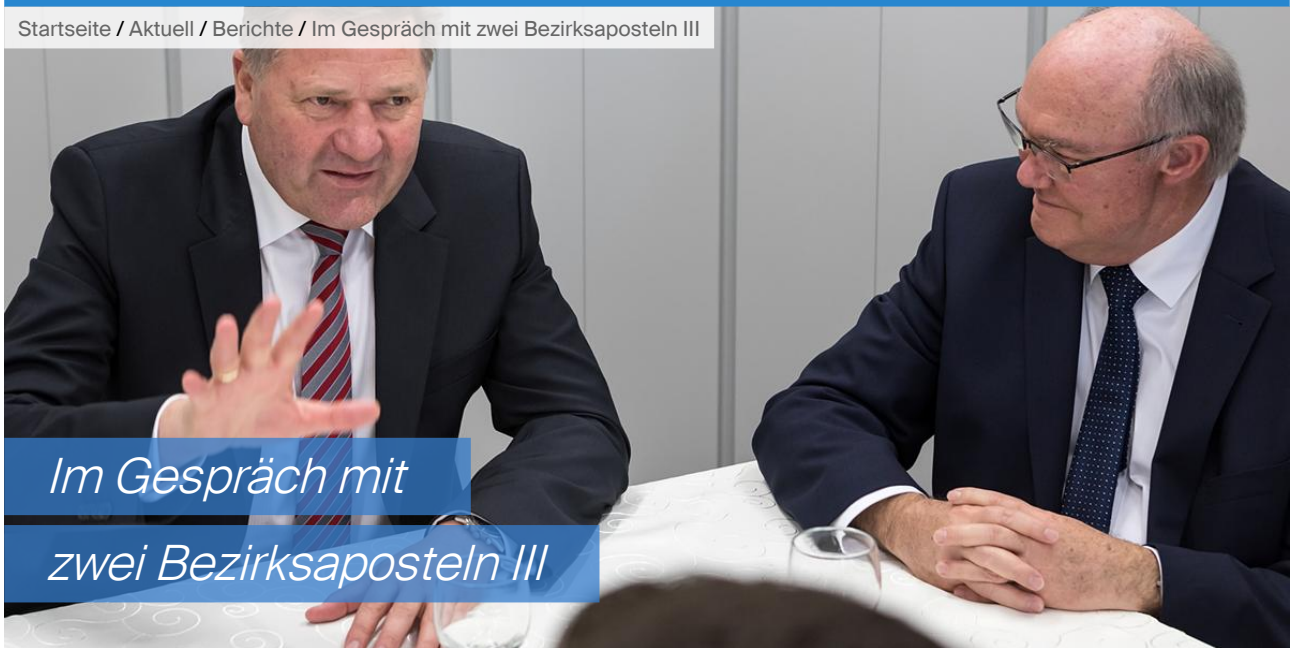 Startseite / Aktuell / Berichte / Im Gespräch mit zwei Bezirksaposteln III
Im Gespräch mit
zwei Bezirksaposteln III